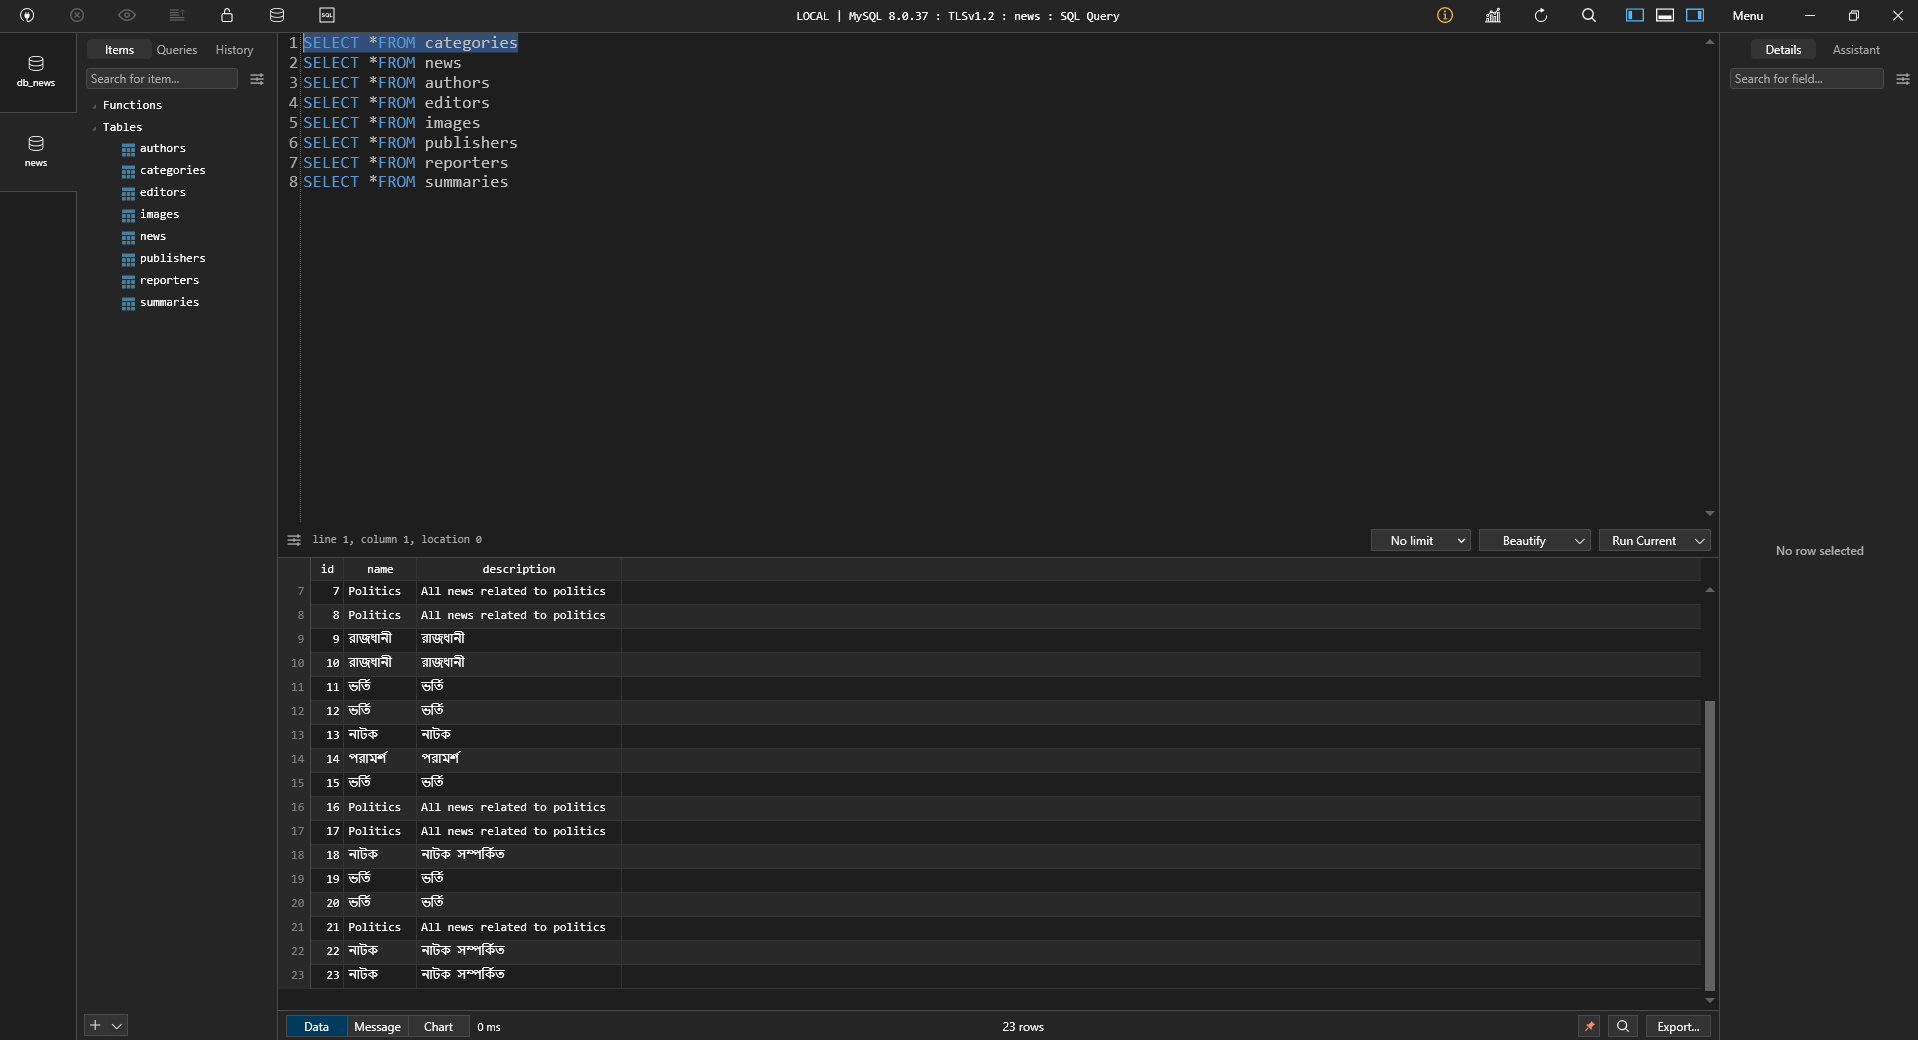 LOCAL | MySQL 8.0.37 : TLSv1.2 : news : SQL Query
Menu
db_news
news
Items Queries History
Search for item...
Functions
Tables
authors
categories
editors
images
news
publishers
reporters
summaries
1 SELECT *FROM categories
2 SELECT *FROM news
3 SELECT *FROM authors
4 SELECT *FROM editors
5 SELECT *FROM images
6 SELECT *FROM publishers
7 SELECT *FROM reporters
8 SELECT *FROM summaries
Details Assistant
Search for field...
No row selected
line 1, column 1, location 0
No limit Beautify Run Current
id name description
7 7 Politics All news related to politics
8 8 Politics All news related to politics
9 9 রাজধানী রাজধানী
10 10 রাজধানী রাজধানী
11 11 ভর্তি ভর্তি
12 12 ভর্তি ভর্তি
13 13 নাটক নাটক
14 14 পরামর্শ পরামর্শ
15 15 ভর্তি ভর্তি
16 16 Politics All news related to politics
17 17 Politics All news related to politics
18 18 নাটক নাটক সম্পর্কিত
19 19 ভর্তি ভর্তি
20 20 ভর্তি ভর্তি
21 21 Politics All news related to politics
22 22 নাটক নাটক সম্পর্কিত
23 23 নাটক নাটক সম্পর্কিত
Data Message Chart 0 ms 23 rows Export...